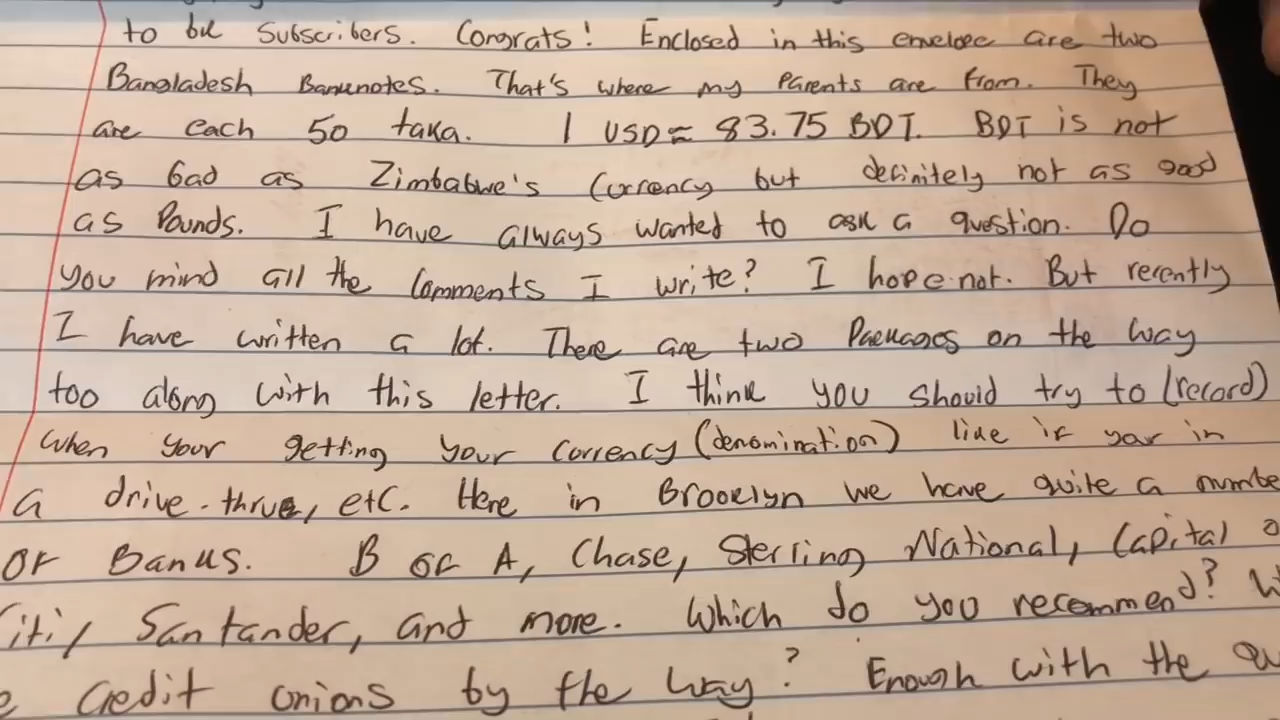 to be subscribers. Congrats! Enclosed in this envelope are two
Bangladesh Banknotes. That's where my Parents are from. They
are each 50 taka. 1 USD ≈ 83.75 BDT. BDT is not
as bad as Zimbabwe's currency but definitely not as good
as Pounds. I have always wanted to ask a question. Do
you mind all the comments I write? I hope not. But recently
I have written a lot. There are two Packages on the way
too along with this letter. I think you should try to (record)
when your getting your currency (denomination) like if your in
a drive-thrue, etc. Here in Brooklyn we have quite a numbe
of Banks. B of A, Chase, Sterling National, Capital o
iti, Santander, and more. Which do you recommend? W
e credit unions by the way? Enough with the qu